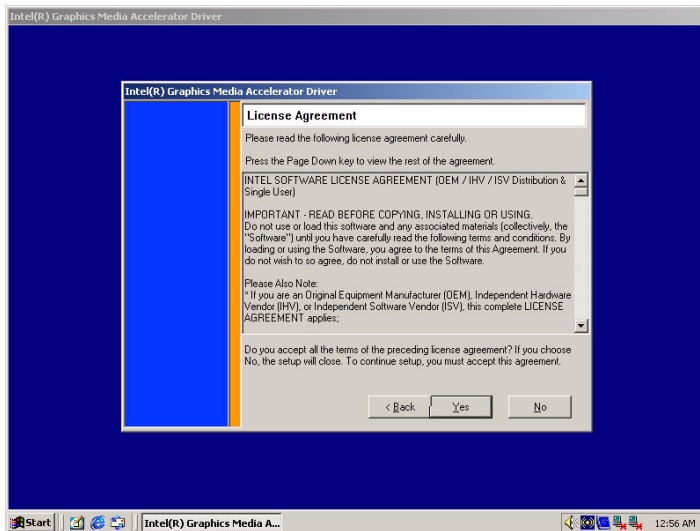 Intel(R) Graphics Media Accelerator Driver
Intel(R) Graphics Media Accelerator Driver
License Agreement
Please read the following license agreement carefully.
Press the Page Down key to view the rest of the agreement.
INTEL SOFTWARE LICENSE AGREEMENT (OEM / IHV / ISV Distribution &
Single User)
IMPORTANT - READ BEFORE COPYING, INSTALLING OR USING.
Do not use or load this software and any associated materials (collectively, the
"Software") until you have carefully read the following terms and conditions. By
loading or using the Software, you agree to the terms of this Agreement. If you
do not wish to so agree, do not install or use the Software.
Please Also Note:
* If you are an Original Equipment Manufacturer (OEM), Independent Hardware
Vendor (IHV), or Independent Software Vendor (ISV), this complete LICENSE
AGREEMENT applies;
Do you accept all the terms of the preceding license agreement? If you choose
No, the setup will close. To continue setup, you must accept this agreement.
< Back Yes No
Start Intel(R) Graphics Media A... 12:56 AM